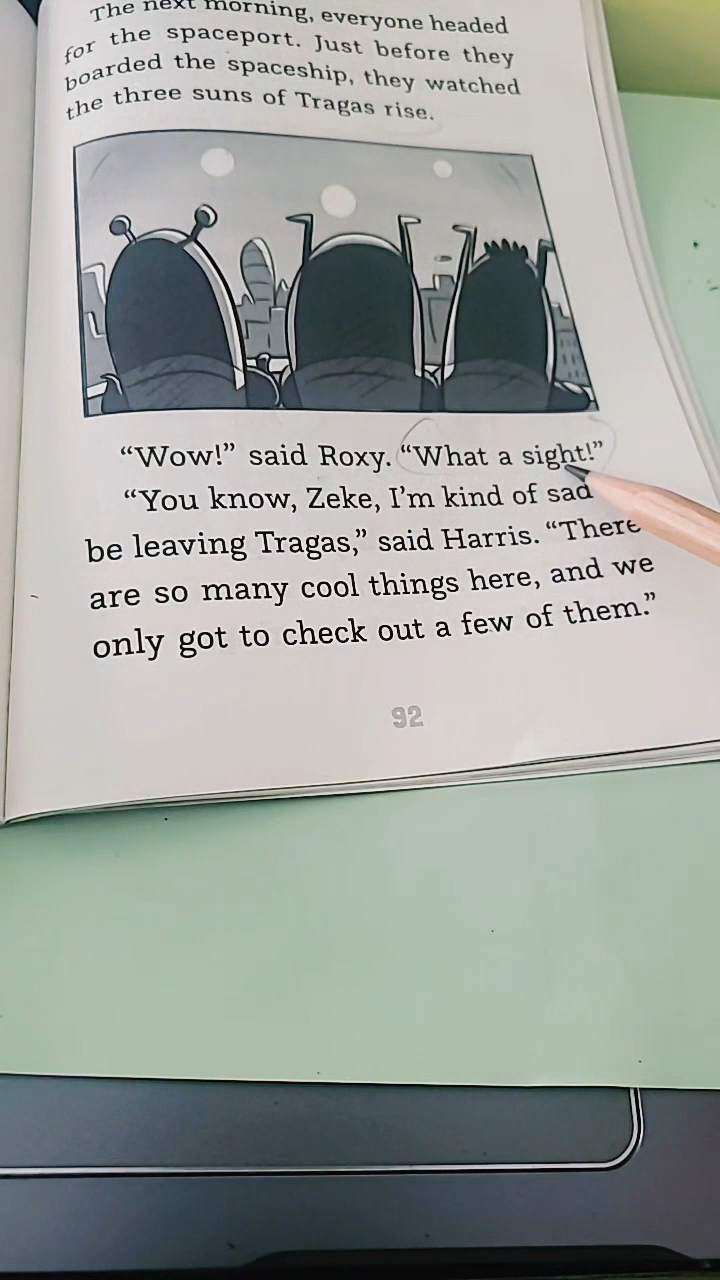 The next morning, everyone headed
for the spaceport. Just before they
boarded the spaceship, they watched
the three suns of Tragas rise.
“Wow!” said Roxy. “What a sight!”
“You know, Zeke, I’m kind of sad
be leaving Tragas,” said Harris. “There
are so many cool things here, and we
only got to check out a few of them.”
92